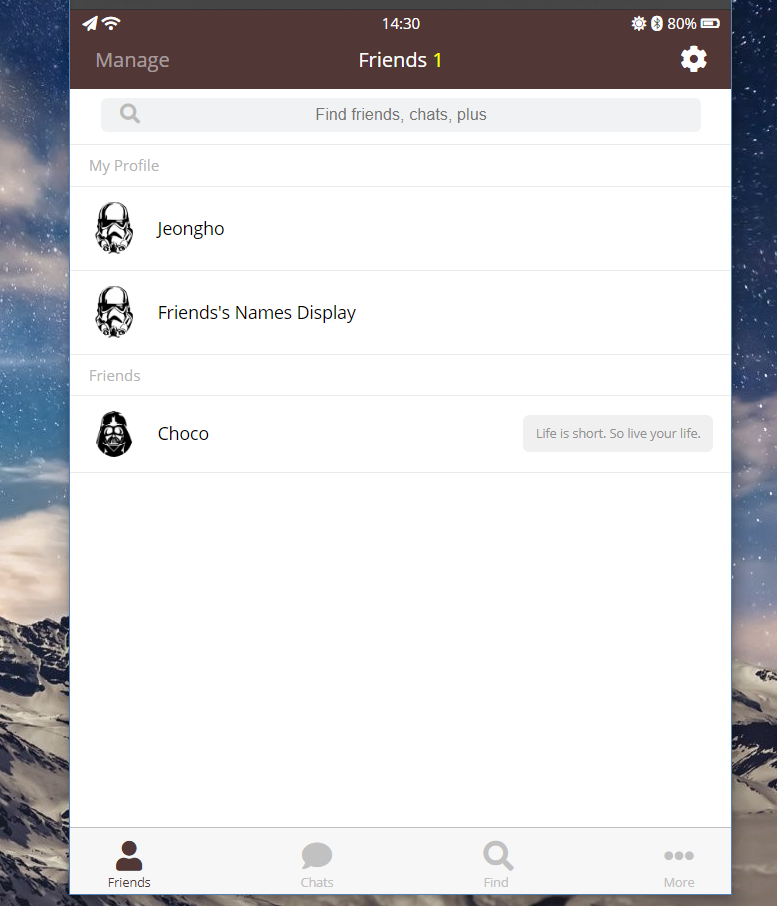 14:30
80%
Manage
Friends 1
Find friends, chats, plus
My Profile
Jeongho
Friends's Names Display
Friends
Choco
Life is short. So live your life.
Friends
Chats
Find
More